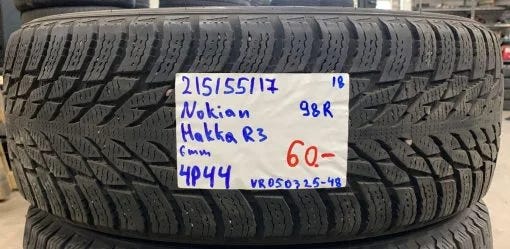 215/55/17 18
Nokian 98R
Hakka R3
6mm 60.-
4P44 VR050325-48